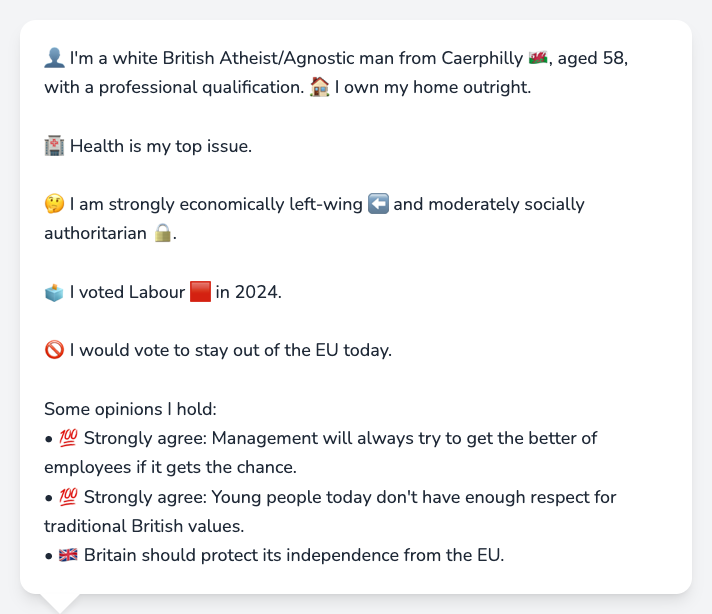 👤 I'm a white British Atheist/Agnostic man from Caerphilly 🏴󠁧󠁢󠁷󠁬󠁳󠁿, aged 58,
with a professional qualification. 🏠 I own my home outright.
🏥 Health is my top issue.
🤔 I am strongly economically left-wing ⬅️ and moderately socially
authoritarian 🔒.
🗳️ I voted Labour 🟥 in 2024.
🚫 I would vote to stay out of the EU today.
Some opinions I hold:
• 💯 Strongly agree: Management will always try to get the better of
employees if it gets the chance.
• 💯 Strongly agree: Young people today don't have enough respect for
traditional British values.
• 🇬🇧 Britain should protect its independence from the EU.